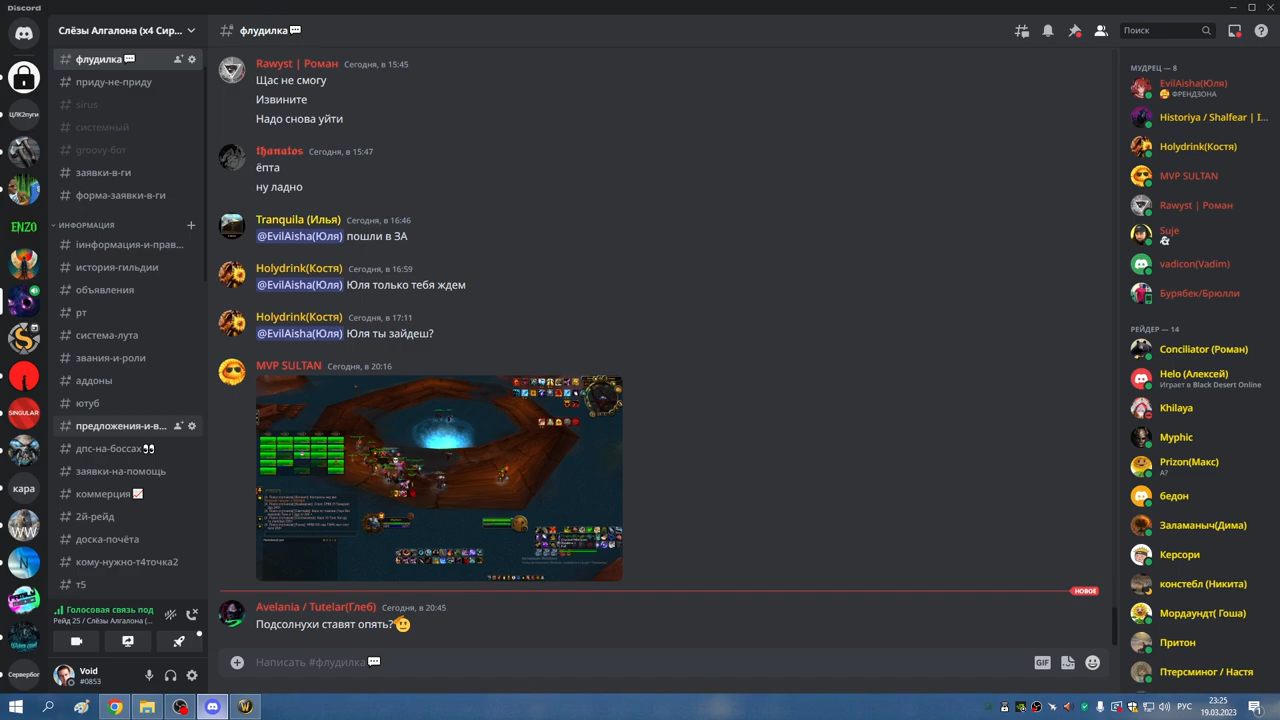 Discord
Слёзы Алгалона (x4 Сир...
флудилка
приду-не-приду
sirus
системный
groovy-бот
заявки-в-ги
форма-заявки-в-ги
ИНФОРМАЦИЯ
информация-и-прав...
история-гильдии
объявления
рт
система-лута
звания-и-роли
аддоны
ютуб
предложения-и-в...
дпс-на-боссах
заявки-на-помощь
коммерция
2й-рейд
доска-почёта
кому-нужно-т4точка2
т5
Голосовая связь под
Рейд 25 / Слёзы Алгалона (...
Void
#0853
ЦЛК2пуги
ENZO
SINGULAR
кара
WoW
Сервербог
флудилка
Поиск
Rawyst | Роман Сегодня, в 15:45
Щас не смогу
Извините
Надо снова уйти
thanatos Сегодня, в 15:47
ёпта
ну ладно
Tranquila (Илья) Сегодня, в 16:46
@EvilAisha(Юля) пошли в ЗА
Holydrink(Костя) Сегодня, в 16:59
@EvilAisha(Юля) Юля только тебя ждем
Holydrink(Костя) Сегодня, в 17:11
@EvilAisha(Юля) Юля ты зайдеш?
MVP SULTAN Сегодня, в 20:16
НОВОЕ
Avelania / Tutelar(Глеб) Сегодня, в 20:45
Подсолнухи ставят опять?
Написать #флудилка
GIF
МУДРЕЦ — 8
EvilAisha(Юля)
ФРЕНДЗОНА
Historiya / Shalfear | I...
Holydrink(Костя)
MVP SULTAN
Rawyst | Роман
Suje
vadicon(Vadim)
Бурябек/Брюлли
РЕЙДЕР — 14
Conciliator (Роман)
Helo (Алексей)
Играет в Black Desert Online
Khilaya
Myphic
Prizon(Макс)
А?
зедон
Заламаныч(Дима)
Керсори
констебл (Никита)
Мордаундт( Гоша)
Притон
Птерсминог / Настя
РУС
23:25
19.03.2023